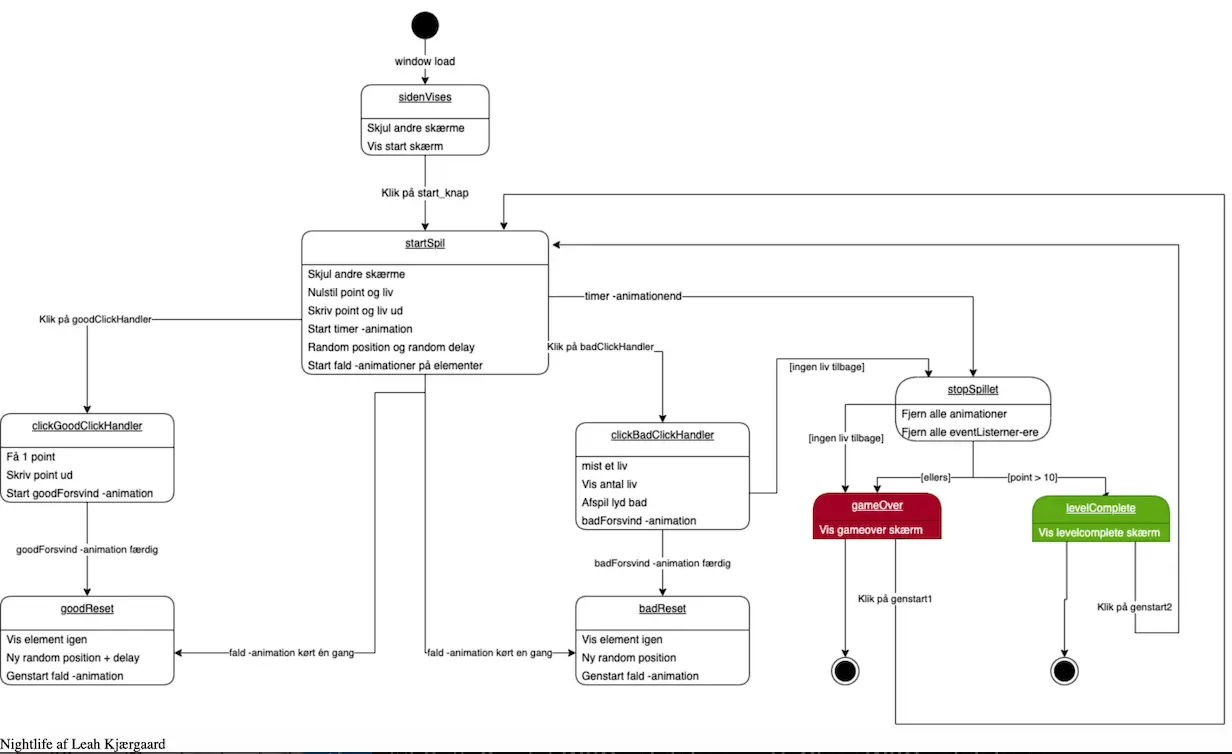 window load
sidenVises
Skjul andre skærme
Vis start skærm
Klik på start_knap
startSpil
Skjul andre skærme
Nulstil point og liv
Skriv point og liv ud
Start timer -animation
Random position og random delay
Start fald -animationer på elementer
timer -animationend
Klik på goodClickHandler
Klik på badClickHandler
[ingen liv tilbage]
stopSpillet
Fjern alle animationer
Fjern alle eventListerner-ere
clickGoodClickHandler
Få 1 point
Skriv point ud
Start goodForsvind -animation
clickBadClickHandler
mist et liv
Vis antal liv
Afspil lyd bad
badForsvind -animation
[ingen liv tilbage]
[ellers]
[point > 10]
gameOver
Vis gameover skærm
levelComplete
Vis levelcomplete skærm
goodForsvind -animation færdig
badForsvind -animation færdig
Klik på genstart1
Klik på genstart2
goodReset
Vis element igen
Ny random position + delay
Genstart fald -animation
fald -animation kørt én gang
fald -animation kørt en gang
badReset
Vis element igen
Ny random position
Genstart fald -animation
Nightlife af Leah Kjærgaard